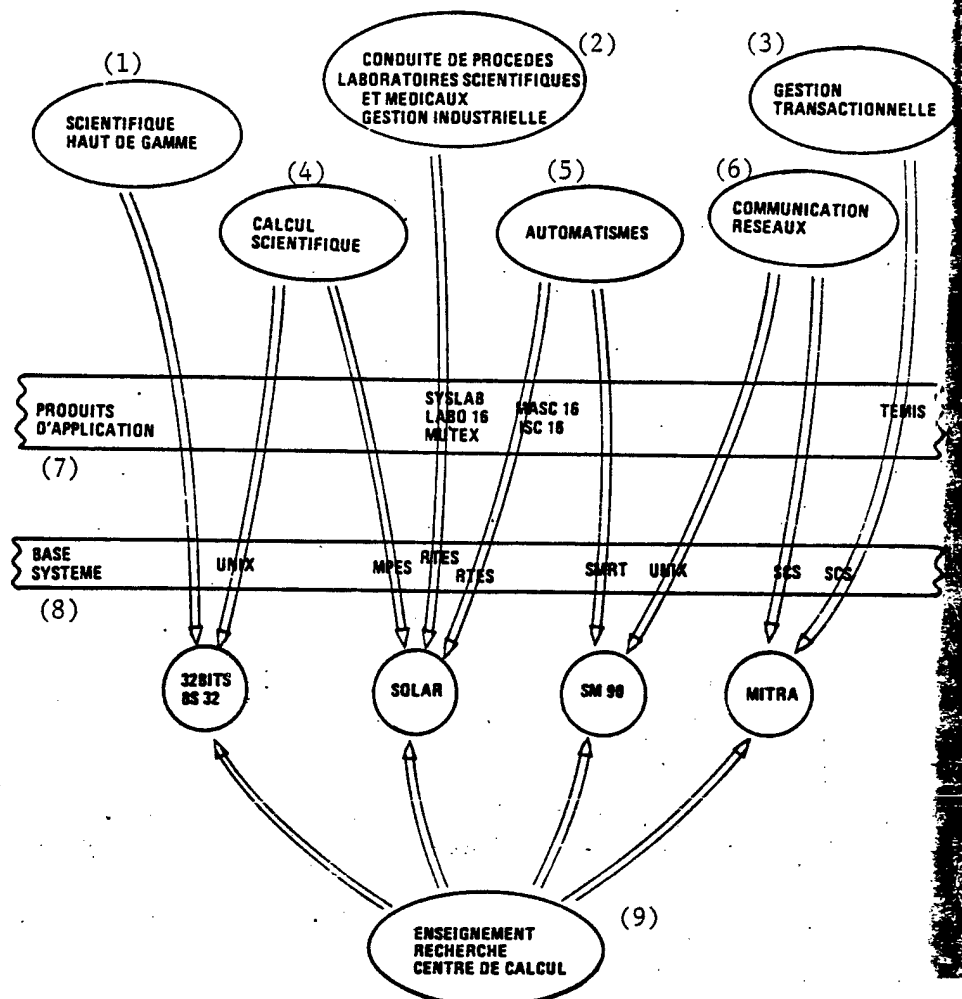 (1)
SCIENTIFIQUE
HAUT DE GAMME
(2)
CONDUITE DE PROCEDES
LABORATOIRES SCIENTIFIQUES
ET MEDICAUX
GESTION INDUSTRIELLE
(3)
GESTION
TRANSACTIONNELLE
(4)
CALCUL
SCIENTIFIQUE
(5)
AUTOMATISMES
(6)
COMMUNICATION
RESEAUX
PRODUITS
D'APPLICATION
(7)
SYSLAB
LABO 16
MUTEX
MASC 16
ISC 16
TEMIS
BASE
SYSTEME
(8)
UNIX
MPES
RTES
RTES
SMRT
UNIX
SCS
SCS
32BITS
BS 32
SOLAR
SM 90
MITRA
(9)
ENSEIGNEMENT
RECHERCHE
CENTRE DE CALCUL